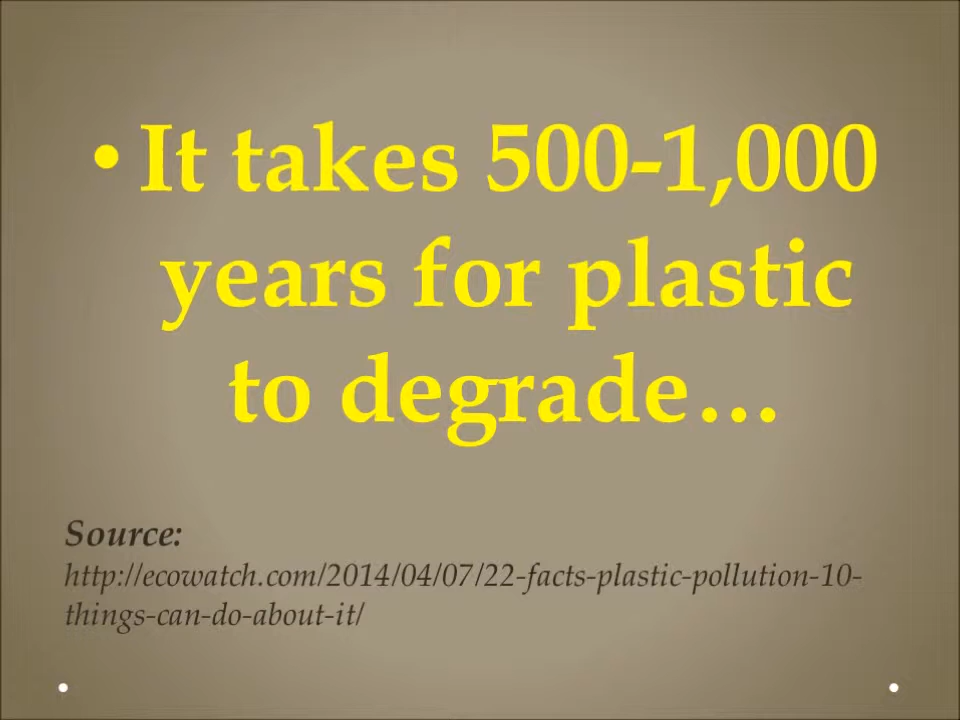 • It takes 500-1,000
years for plastic
to degrade…
Source:
http://ecowatch.com/2014/04/07/22-facts-plastic-pollution-10-
things-can-do-about-it/